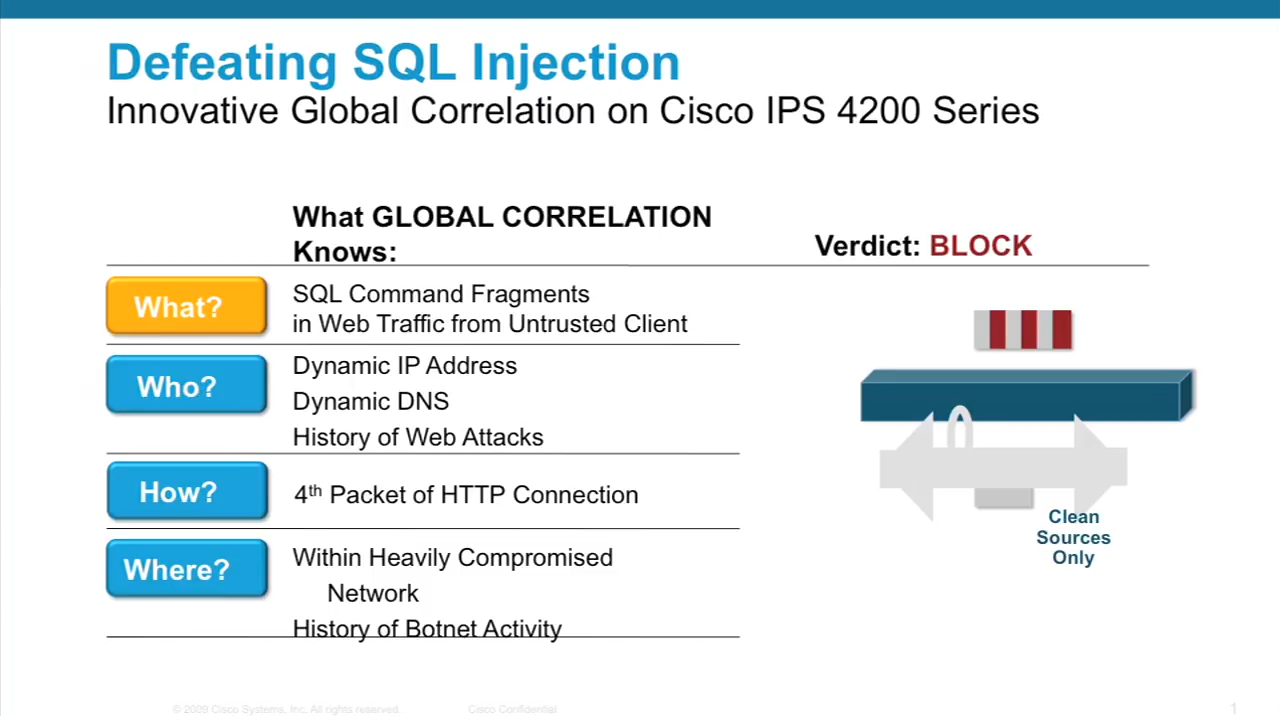 Defeating SQL Injection
Innovative Global Correlation on Cisco IPS 4200 Series
What GLOBAL CORRELATION
Knows:
Verdict: BLOCK
What?
SQL Command Fragments
in Web Traffic from Untrusted Client
Who?
Dynamic IP Address
Dynamic DNS
History of Web Attacks
How?
4th Packet of HTTP Connection
Where?
Within Heavily Compromised
Network
History of Botnet Activity
Clean
Sources
Only
© 2009 Cisco Systems, Inc. All rights reserved.
Cisco Confidential
1